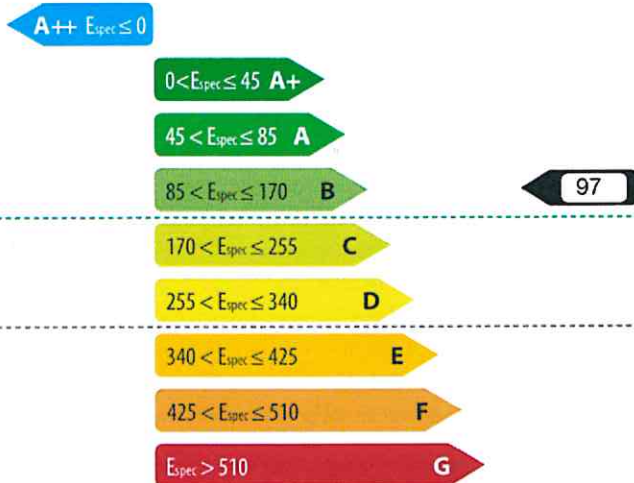 A++ Espec ≤ 0
0 < Espec ≤ 45 A+
45 < Espec ≤ 85 A
85 < Espec ≤ 170 B
97
170 < Espec ≤ 255 C
255 < Espec ≤ 340 D
340 < Espec ≤ 425 E
425 < Espec ≤ 510 F
Espec > 510 G